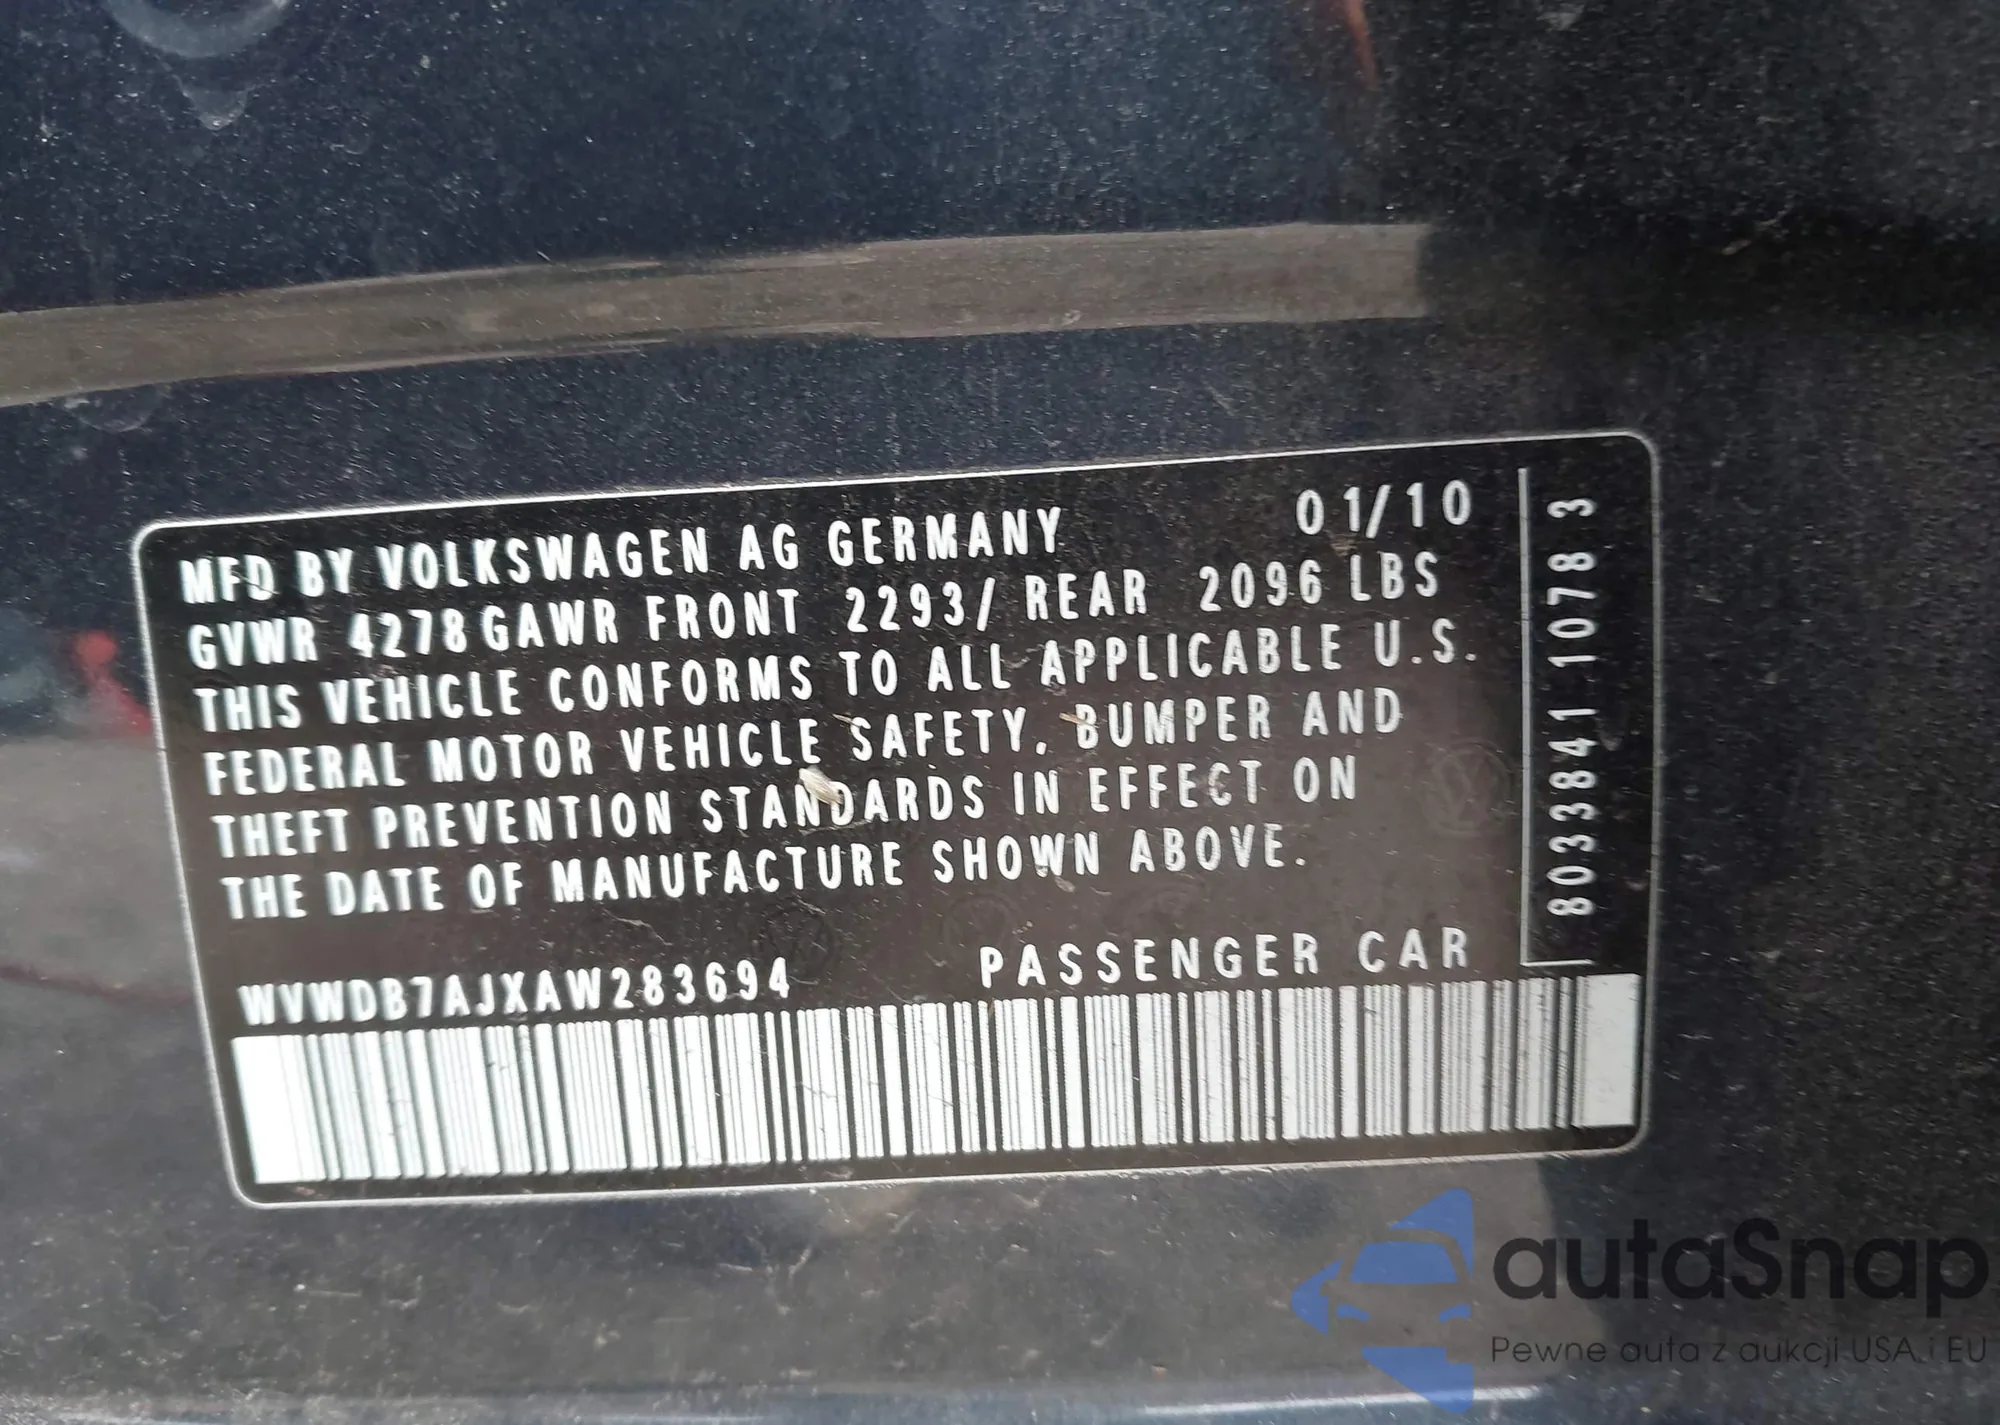 MFD BY VOLKSWAGEN AG GERMANY 01/10
GVWR 4278 GAWR FRONT 2293/ REAR 2096 LBS
THIS VEHICLE CONFORMS TO ALL APPLICABLE U.S.
FEDERAL MOTOR VEHICLE SAFETY, BUMPER AND
THEFT PREVENTION STANDARDS IN EFFECT ON
THE DATE OF MANUFACTURE SHOWN ABOVE.
WVWDB7AJXAW283694 PASSENGER CAR
8033841 1078 3
autaSnap
Pewne auta z aukcji USA i EU